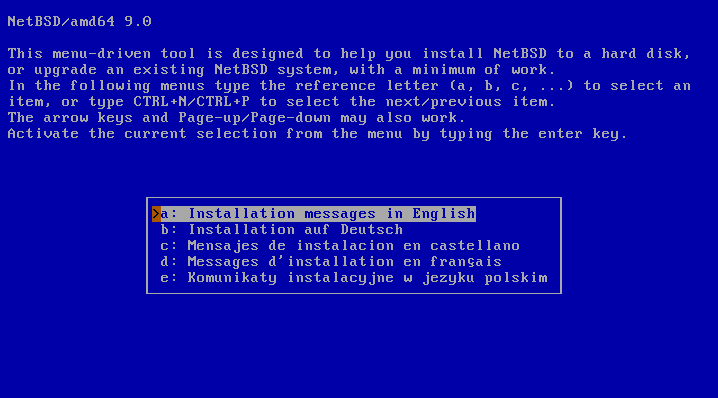 NetBSD/amd64 9.0
This menu-driven tool is designed to help you install NetBSD to a hard disk,
or upgrade an existing NetBSD system, with a minimum of work.
In the following menus type the reference letter (a, b, c, ...) to select an
item, or type CTRL+N/CTRL+P to select the next/previous item.
The arrow keys and Page-up/Page-down may also work.
Activate the current selection from the menu by typing the enter key.
>a: Installation messages in English
b: Installation auf Deutsch
c: Mensajes de instalacion en castellano
d: Messages d'installation en français
e: Komunikaty instalacyjne w jezyku polskim